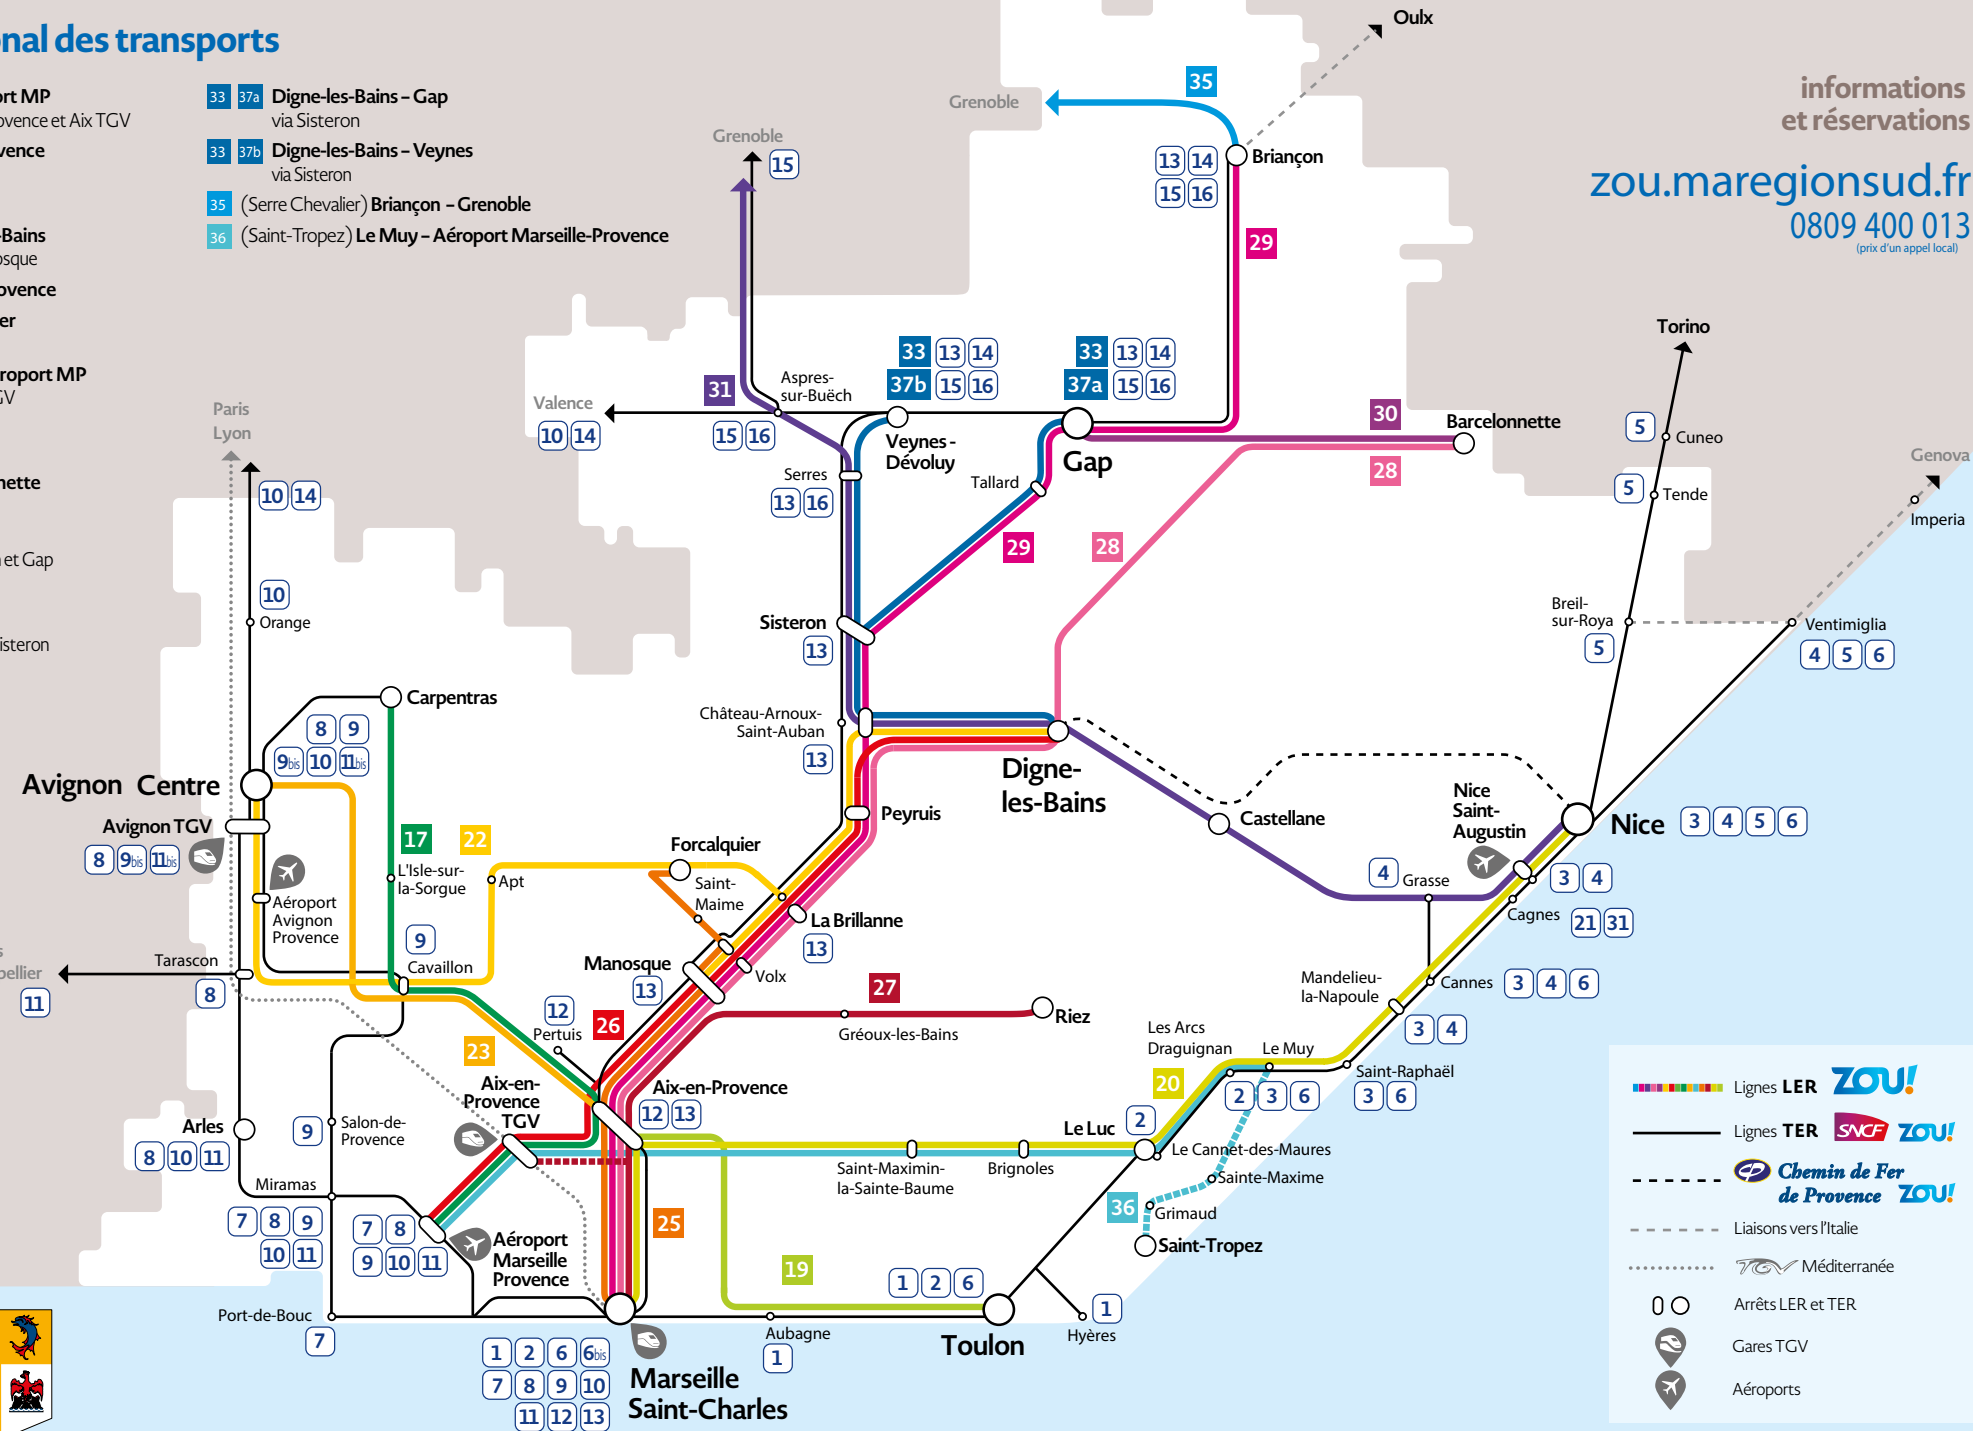 onal des transports
ort MP
ovence et Aix TGV
vence
-Bains
osque
ovence
er
roport MP
GV
nette
n et Gap
isteron
33 37a Digne-les-Bains – Gap
via Sisteron
33 37b Digne-les-Bains – Veynes
via Sisteron
35 (Serre Chevalier) Briançon – Grenoble
36 (Saint-Tropez) Le Muy – Aéroport Marseille-Provence
informations
et réservations
zou.maregionsud.fr
0809 400 013
(prix d'un appel local)
Oulx
35
Grenoble
Grenoble
15
13 14
15 16
Briançon
29
Torino
33 13 14
37b 15 16
33 13 14
37a 15 16
31
Aspres-
sur-Buëch
Valence
10 14
15 16
Veynes -
Dévoluy
Gap
30
Barcelonnette
28
5
Cuneo
5
Tende
Genova
Imperia
Paris
Lyon
10 14
Serres
13 16
Tallard
29
28
10
Orange
Sisteron
13
Breil-
sur-Roya
5
Ventimiglia
4 5 6
Carpentras
8 9
9bis 10 11bis
Château-Arnoux-
Saint-Auban
13
Avignon Centre
Avignon TGV
8 9bis 11bis
Digne-
les-Bains
Castellane
Nice
Saint-
Augustin
Nice 3 4 5 6
Peyruis
17
22
L'Isle-sur-
la-Sorgue
Apt
Forcalquier
Saint-
Maime
4
Grasse
3 4
Cagnes
21 31
Aéroport
Avignon
Provence
La Brillanne
13
9
Cavaillon
Tarascon
8
s
pellier
11
Manosque
13
Volx
27
Riez
Gréoux-les-Bains
Mandelieu-
la-Napoule
Cannes
3 4 6
3 4
12
Pertuis
26
23
Aix-en-
Provence
TGV
Aix-en-Provence
12 13
Les Arcs
Draguignan
Le Muy
20
2 3 6
Saint-Raphaël
3 6
Arles
8 10 11
9
Salon-de-
Provence
Le Luc
2
Le Cannet-des-Maures
Saint-Maximin-
la-Sainte-Baume
Brignoles
Sainte-Maxime
36
Grimaud
Saint-Tropez
Miramas
7 8 9
10 11
7 8
9 10 11
Aéroport
Marseille
Provence
25
19
1 2 6
Toulon
1
Hyères
Port-de-Bouc
7
Aubagne
1
1 2 6 6bis
7 8 9 10
11 12 13
Marseille
Saint-Charles
Lignes LER ZOU!
Lignes TER SNCF ZOU!
CP Chemin de Fer
de Provence ZOU!
Liaisons vers l'Italie
TGV Méditerranée
Arrêts LER et TER
Gares TGV
Aéroports